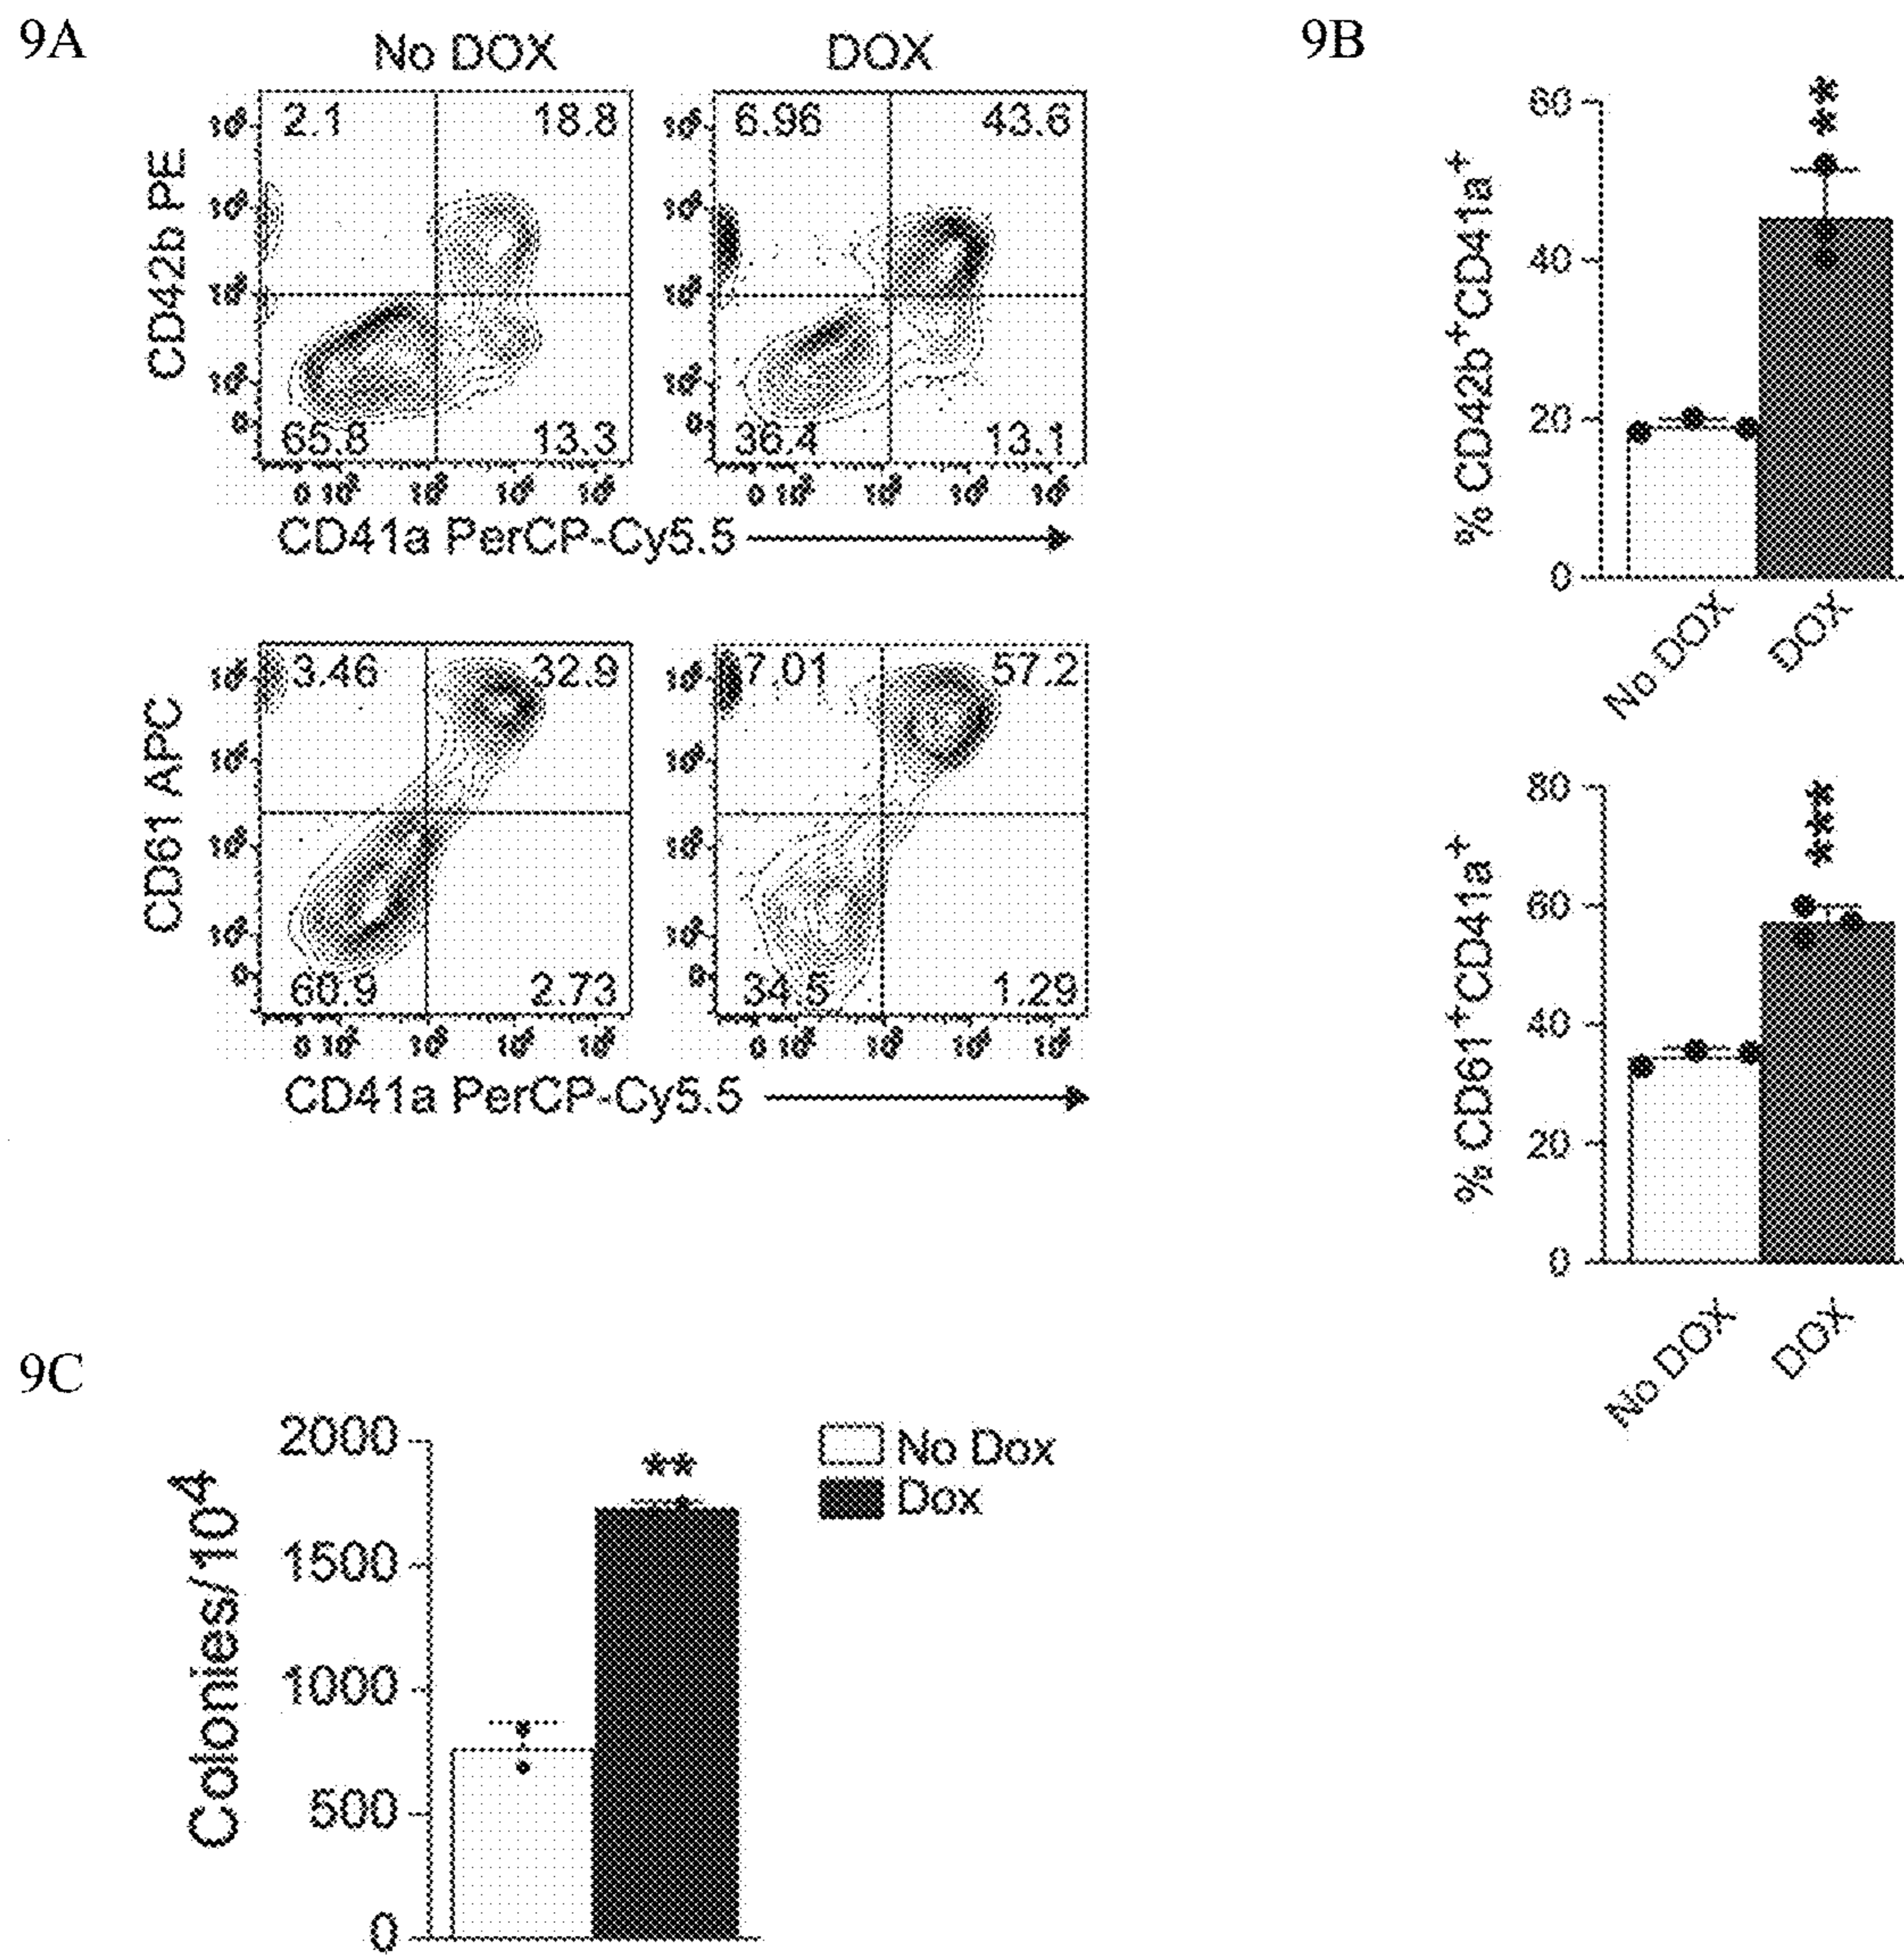 9A
No DOX DOX
CD42b PE
2.1 18.8
65.8 13.3
6.96 43.6
36.4 13.1
CD41a PerCP-Cy5.5
CD61 APC
3.46 32.9
60.9 2.73
7.01 57.2
34.5 1.29
CD41a PerCP-Cy5.5
9B
% CD42b+CD41a+
60
40
20
0
**
No DOX DOX
% CD61+CD41a+
80
60
40
20
0
***
No DOX DOX
9C
Colonies/10⁴
2000
1500
1000
500
0
**
No Dox
Dox